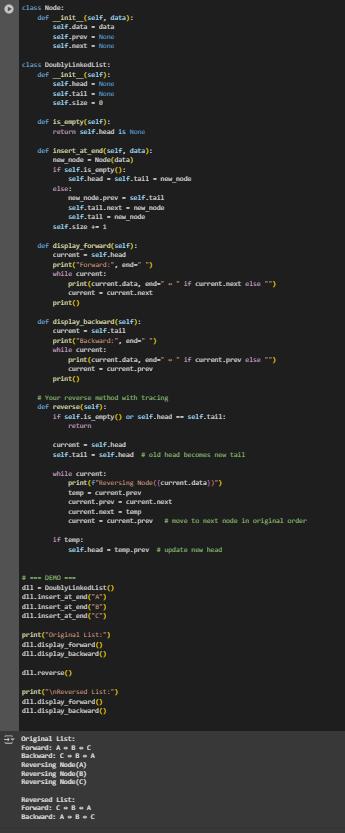 class Node:
    def __init__(self, data):
        self.data = data
        self.prev = None
        self.next = None

class DoublyLinkedList:
    def __init__(self):
        self.head = None
        self.tail = None
        self.size = 0

    def is_empty(self):
        return self.head is None

    def insert_at_end(self, data):
        new_node = Node(data)
        if self.is_empty():
            self.head = self.tail = new_node
        else:
            new_node.prev = self.tail
            self.tail.next = new_node
            self.tail = new_node
        self.size += 1

    def display_forward(self):
        current = self.head
        print("Forward:", end=" ")
        while current:
            print(current.data, end=" ⇔ " if current.next else "")
            current = current.next
        print()

    def display_backward(self):
        current = self.tail
        print("Backward:", end=" ")
        while current:
            print(current.data, end=" ⇔ " if current.prev else "")
            current = current.prev
        print()

    # Your reverse method with tracing
    def reverse(self):
        if self.is_empty() or self.head == self.tail:
            return

        current = self.head
        self.tail = self.head  # old head becomes new tail

        while current:
            print(f"Reversing Node({current.data})")
            temp = current.prev
            current.prev = current.next
            current.next = temp
            current = current.prev   # move to next node in original order

        if temp:
            self.head = temp.prev  # update new head


# === DEMO ===
dll = DoublyLinkedList()
dll.insert_at_end("A")
dll.insert_at_end("B")
dll.insert_at_end("C")

print("Original List:")
dll.display_forward()
dll.display_backward()

dll.reverse()

print("\nReversed List:")
dll.display_forward()
dll.display_backward()

Original List:
Forward: A ⇔ B ⇔ C
Backward: C ⇔ B ⇔ A
Reversing Node(A)
Reversing Node(B)
Reversing Node(C)

Reversed List:
Forward: C ⇔ B ⇔ A
Backward: A ⇔ B ⇔ C